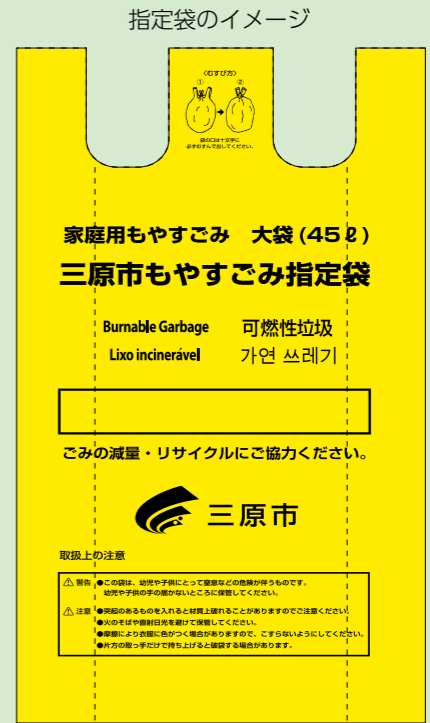 指定袋のイメージ
〈むすび方〉
① ②
袋の口は十文字に
必ずむすんで出してください。
家庭用もやすごみ 大袋(45ℓ)
三原市もやすごみ指定袋
Burnable Garbage 可燃性垃圾
Lixo incinerável 가연 쓰레기
ごみの減量・リサイクルにご協力ください。
三原市
取扱上の注意
⚠ 警告 ●この袋は、幼児や子供にとって窒息などの危険が伴うものです。
幼児や子供の手の届かないところに保管してください。
⚠ 注意 ●突起のあるものを入れると材質上破れることがありますのでご注意ください。
●火のそばや直射日光を避けて保管してください。
●摩擦により衣服に色がつく場合がありますので、こすらないようにしてください。
●片方の取っ手だけで持ち上げると破袋する場合があります。